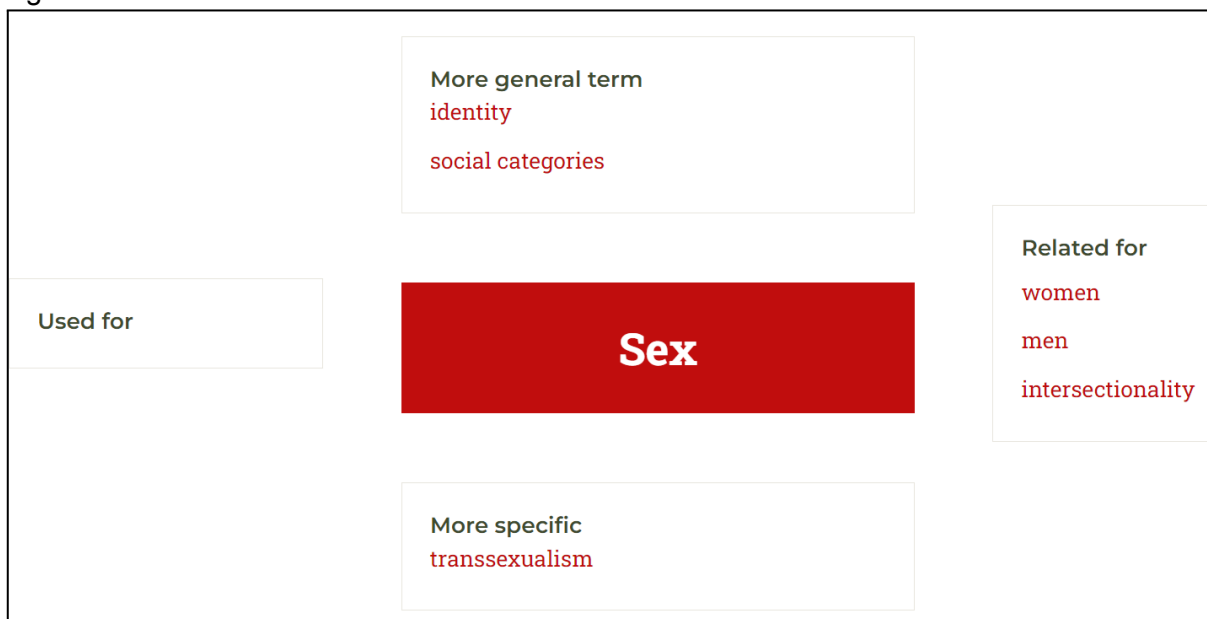 More general term
identity
social categories
Related for
women
men
intersectionality
Used for
Sex
More specific
transsexualism